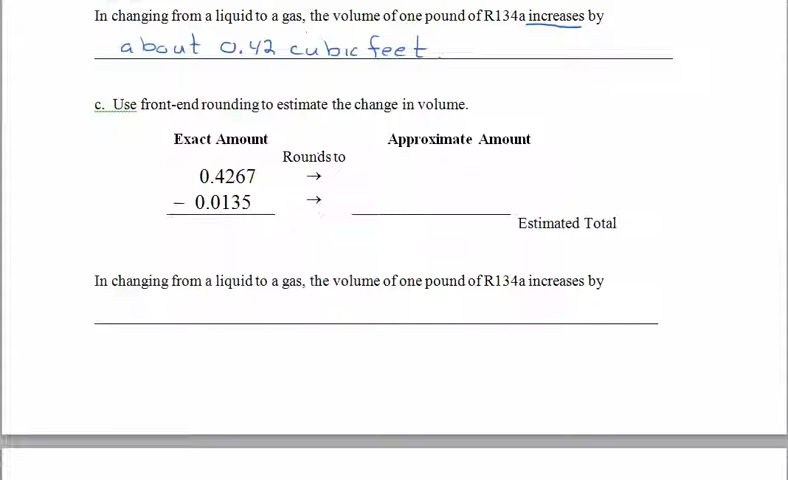 In changing from a liquid to a gas, the volume of one pound of R134a increases by
about 0.42 cubic feet
c. Use front-end rounding to estimate the change in volume.
Exact Amount Approximate Amount
Rounds to
0.4267 →
− 0.0135 →
Estimated Total
In changing from a liquid to a gas, the volume of one pound of R134a increases by